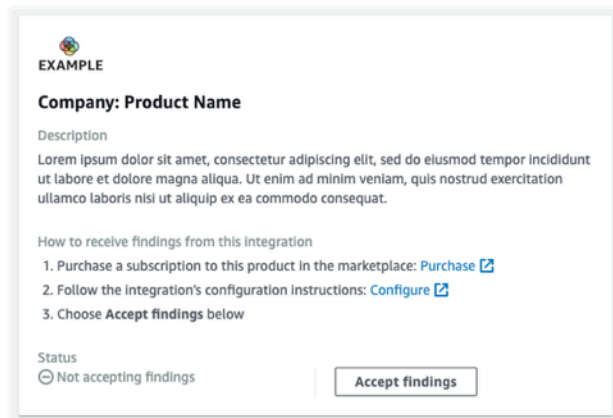 EXAMPLE
Company: Product Name
Description
Lorem ipsum dolor sit amet, consectetur adipiscing elit, sed do eiusmod tempor incididunt
ut labore et dolore magna aliqua. Ut enim ad minim veniam, quis nostrud exercitation
ullamco laboris nisi ut aliquip ex ea commodo consequat.
How to receive findings from this integration
1. Purchase a subscription to this product in the marketplace: Purchase
2. Follow the integration's configuration instructions: Configure
3. Choose Accept findings below
Status
Not accepting findings
Accept findings